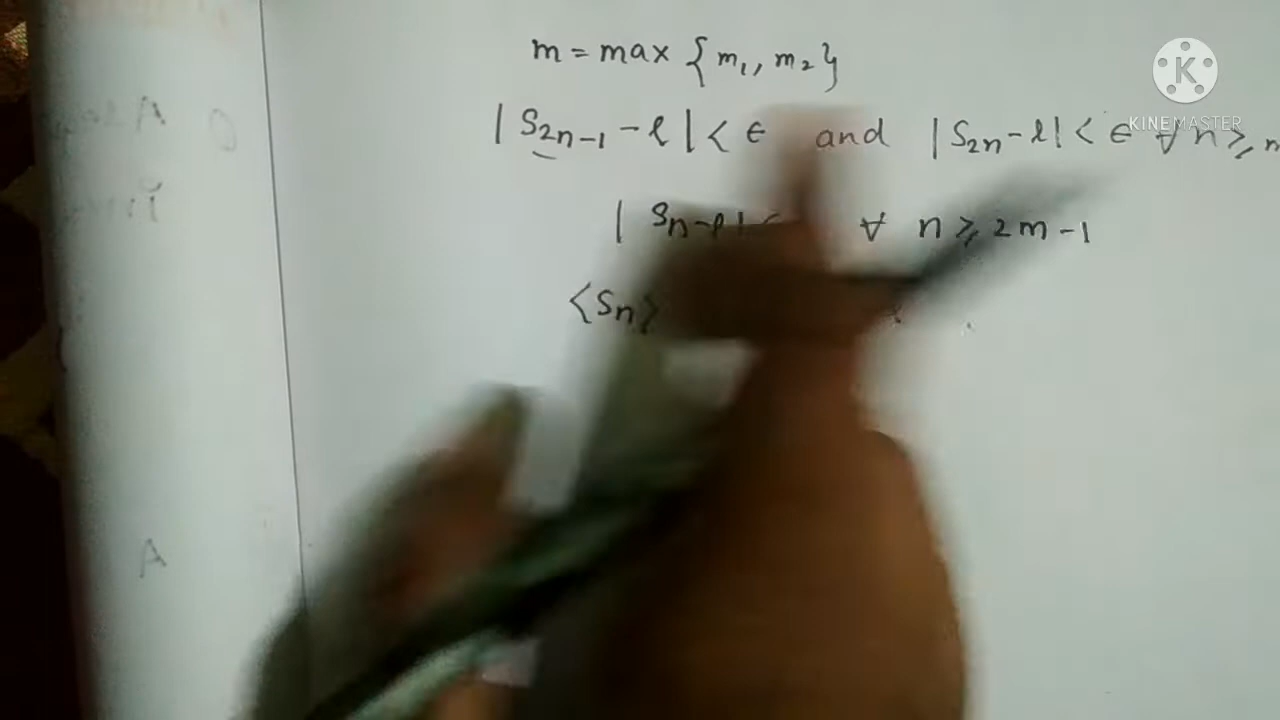 m = max {m₁, m₂}
| S₂ₙ₋₁ - l | < ∈ and | S₂ₙ - l | < ∈ ∀ n ≥ m
| Sₙ - l | < ∀ n ≥ 2m - 1
⟨Sₙ⟩
A
K
KINEMASTER